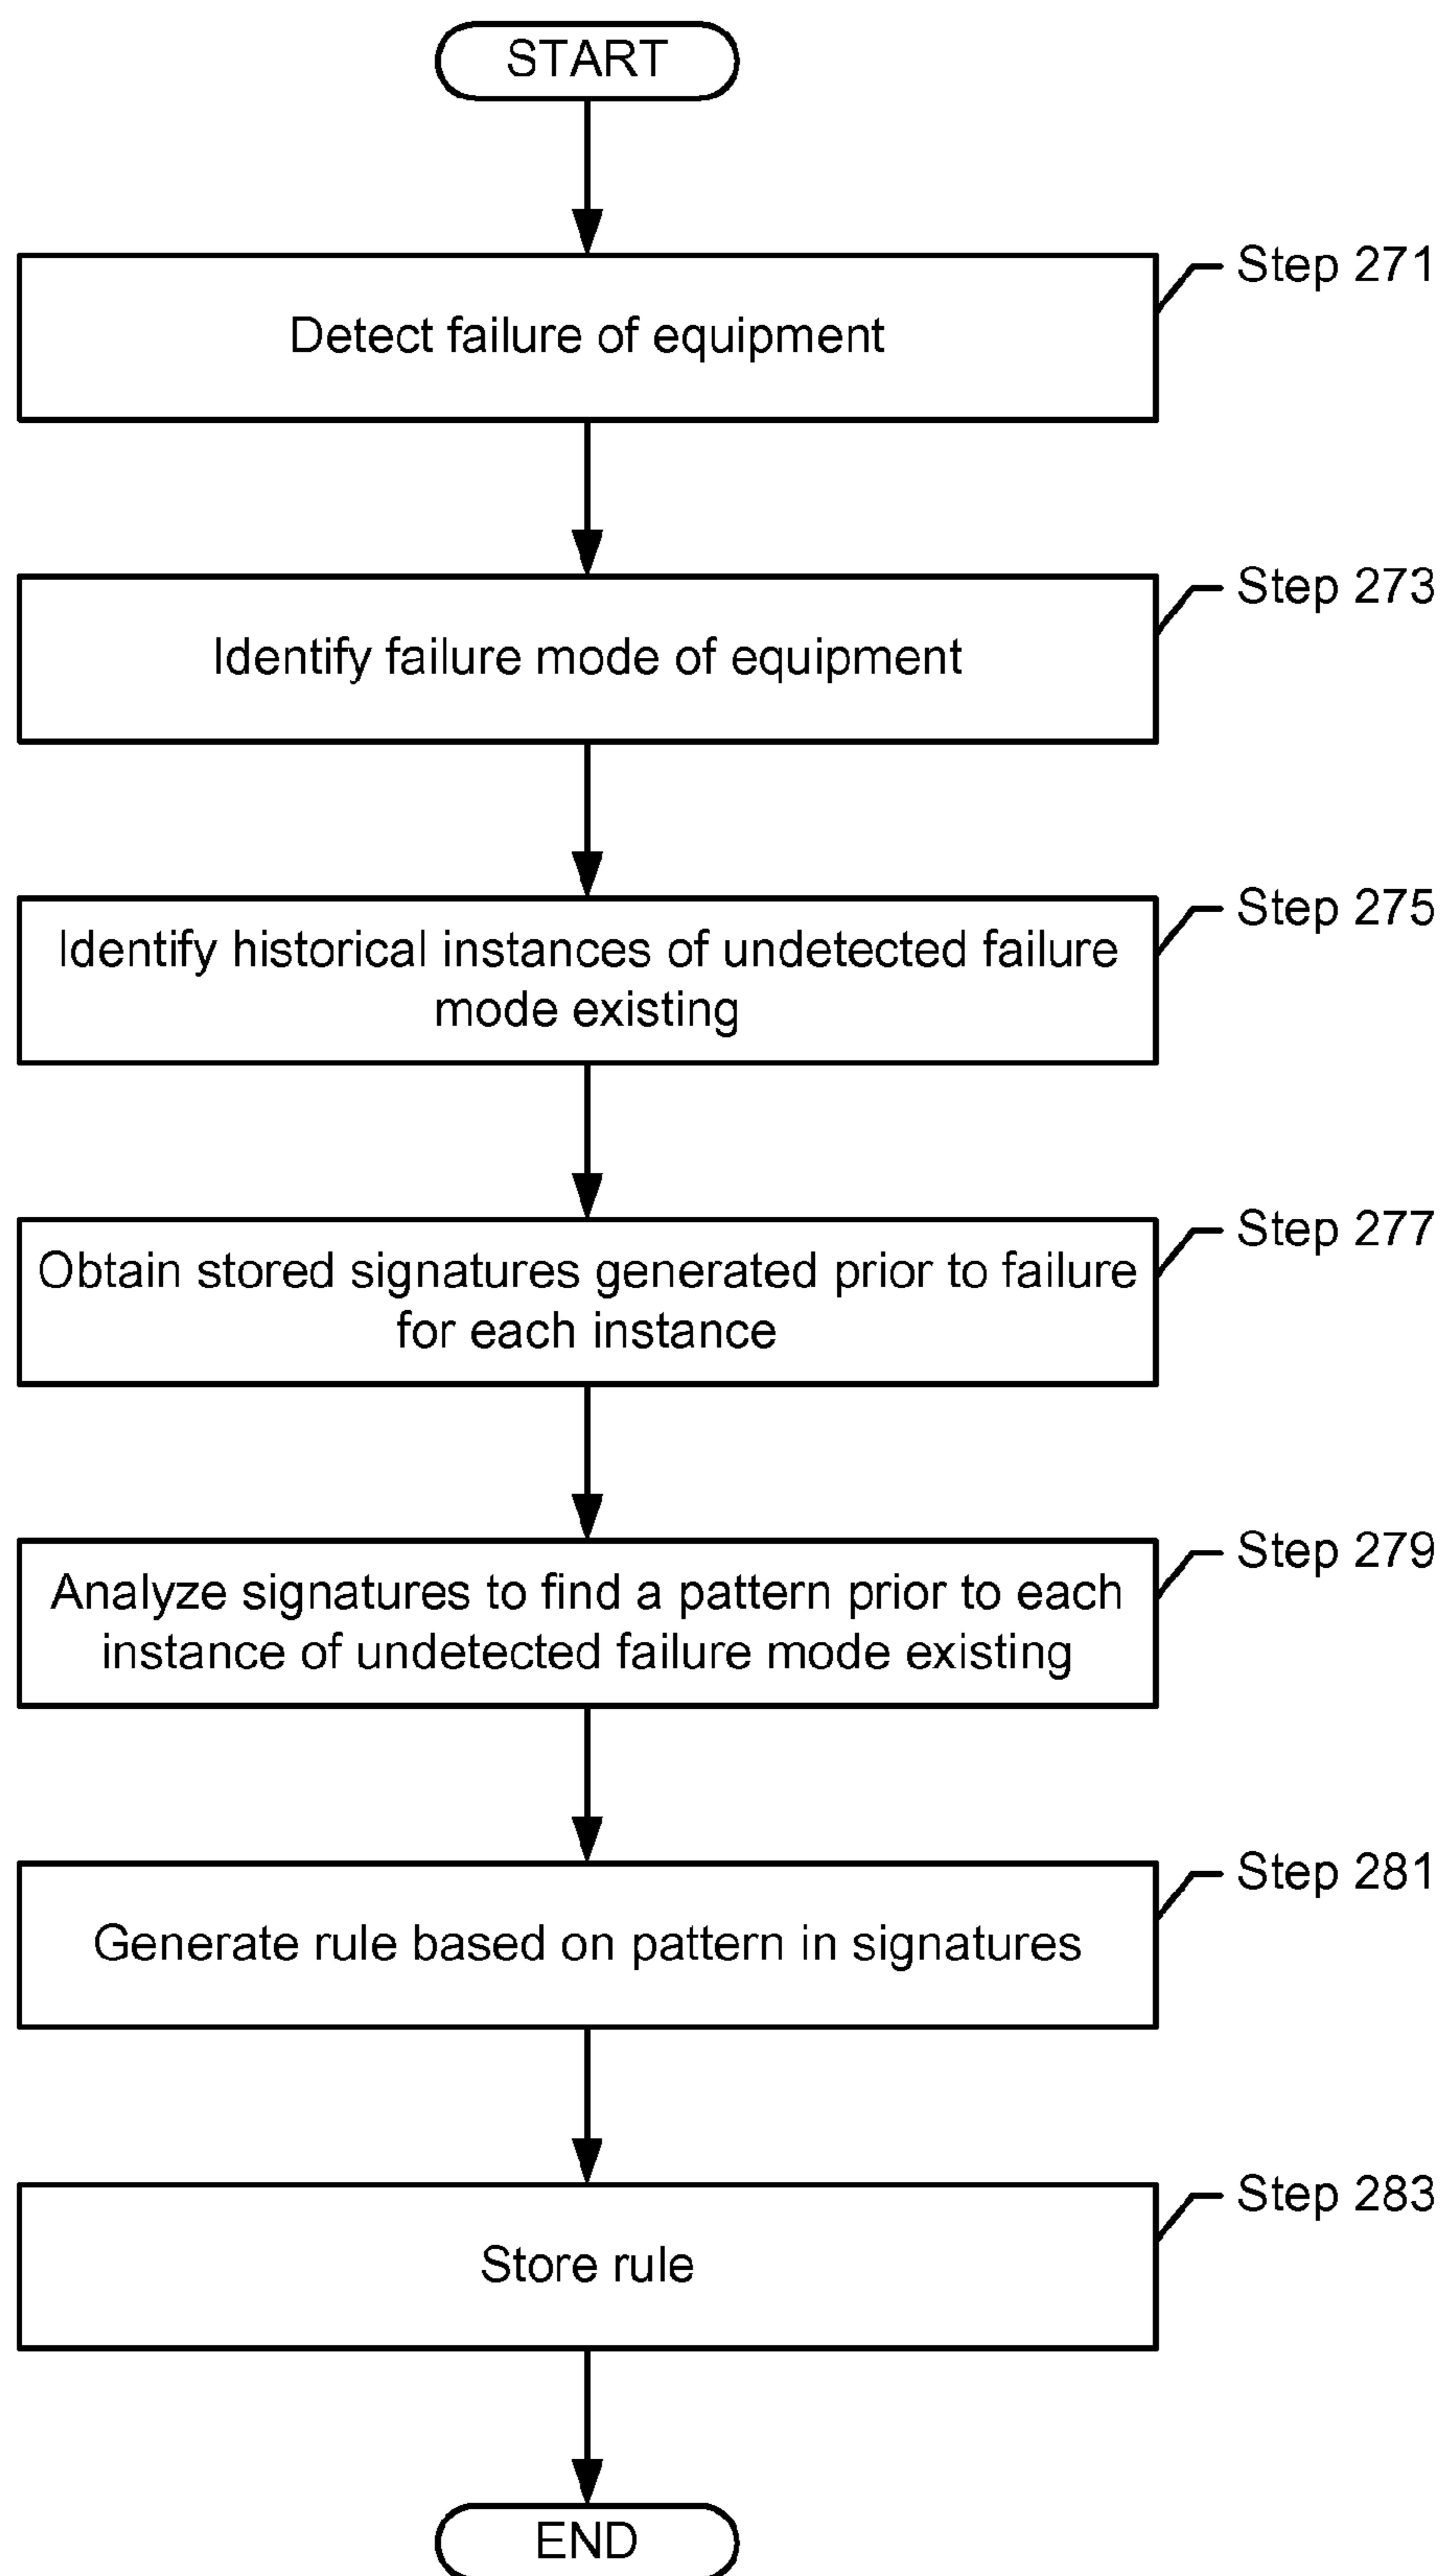 START
Step 271
Detect failure of equipment
Step 273
Identify failure mode of equipment
Step 275
Identify historical instances of undetected failure
mode existing
Step 277
Obtain stored signatures generated prior to failure
for each instance
Step 279
Analyze signatures to find a pattern prior to each
instance of undetected failure mode existing
Step 281
Generate rule based on pattern in signatures
Step 283
Store rule
END